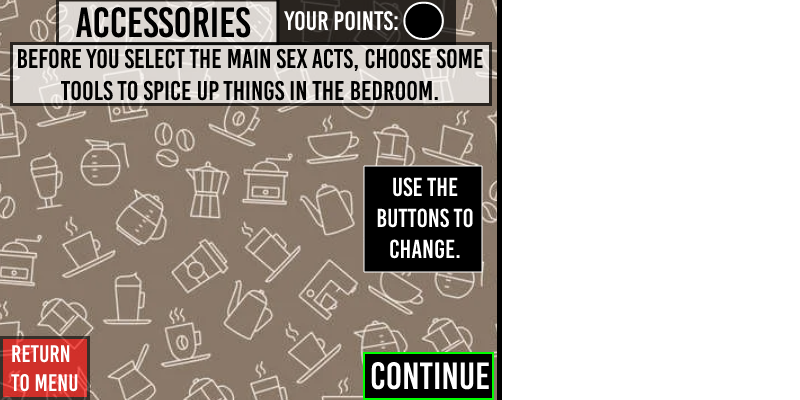 ACCESSORIES
YOUR POINTS:
BEFORE YOU SELECT THE MAIN SEX ACTS, CHOOSE SOME
TOOLS TO SPICE UP THINGS IN THE BEDROOM.
USE THE
BUTTONS TO
CHANGE.
RETURN
TO MENU
CONTINUE